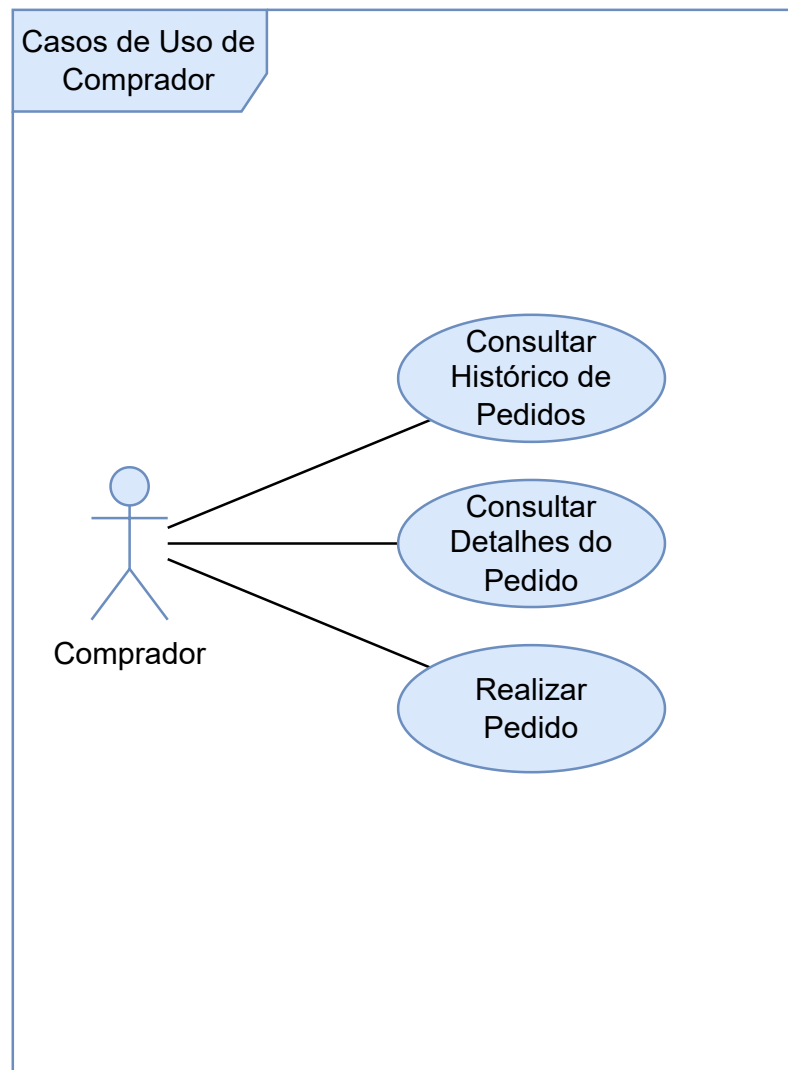 Casos de Uso de
Comprador
Consultar
Histórico de
Pedidos
Consultar
Detalhes do
Pedido
Comprador
Realizar
Pedido